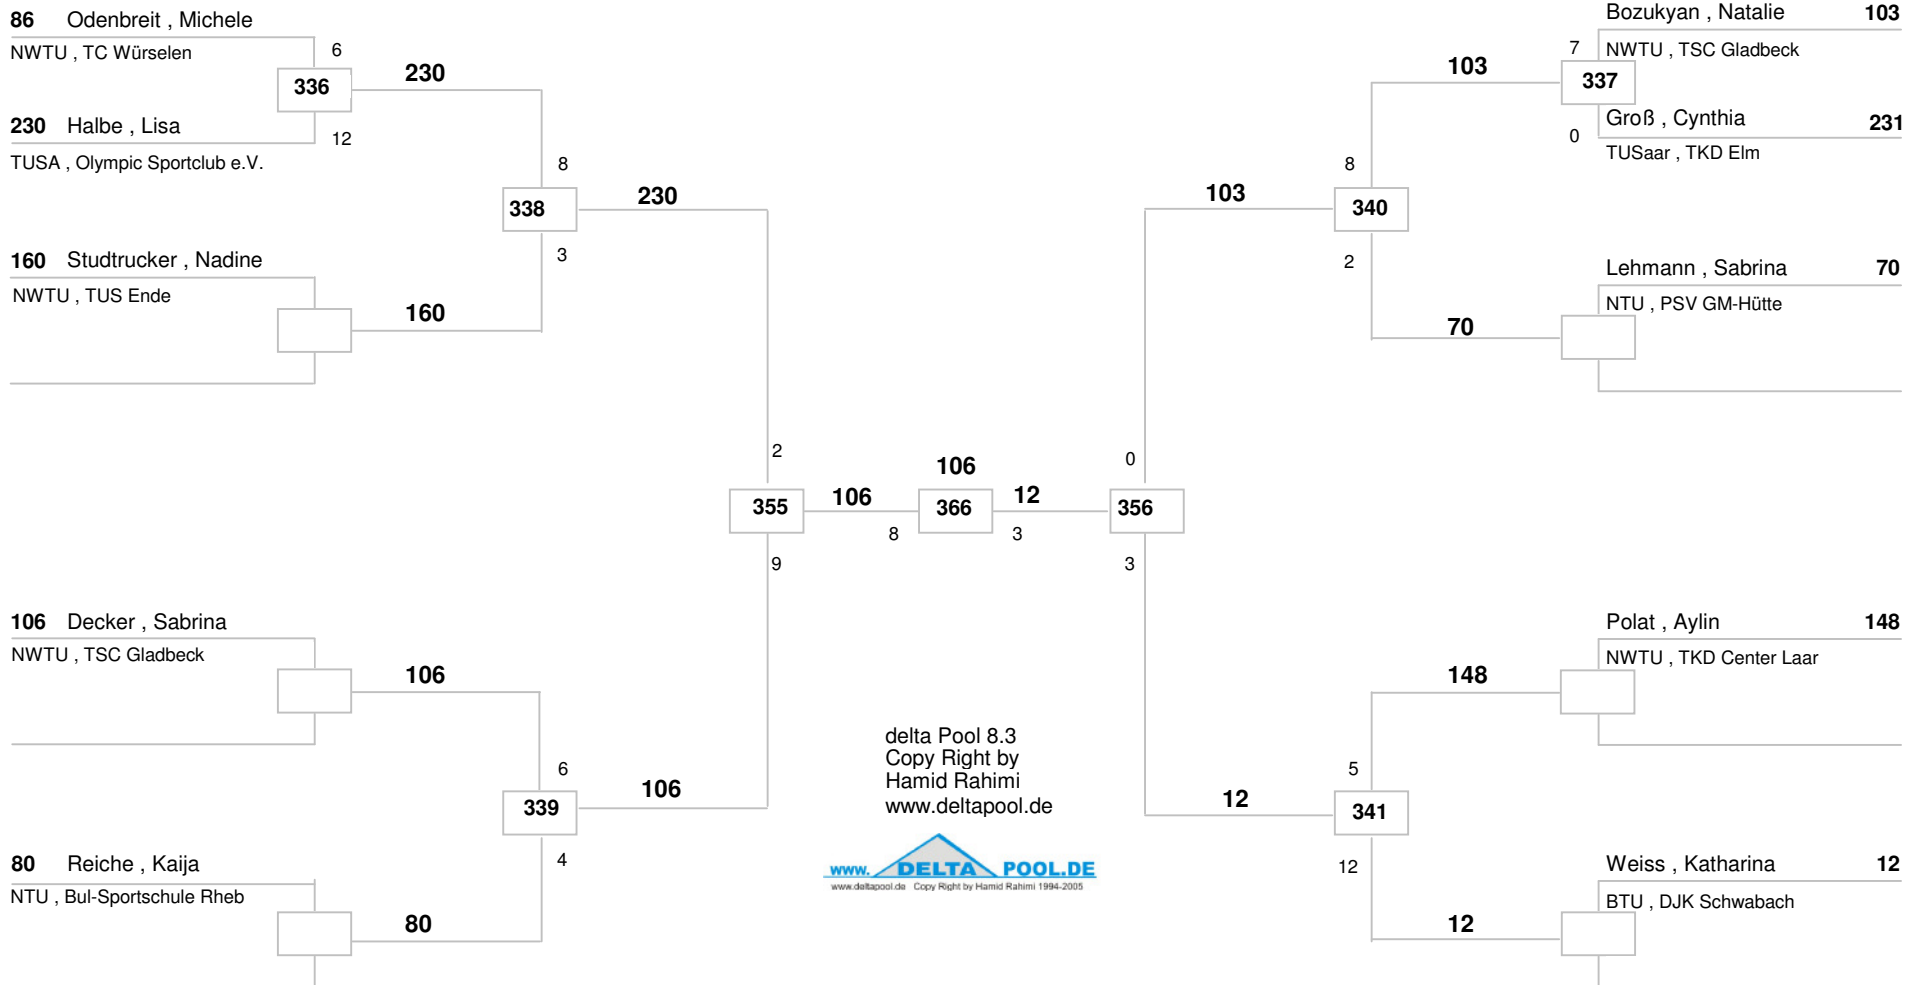 86 Odenbreit , Michele
NWTU , TC Würselen
6
336
230
230 Halbe , Lisa
12
TUSA , Olympic Sportclub e.V.
8
338
230
3
160 Studtrucker , Nadine
NWTU , TUS Ende
160
2
355
106
9
8
106
366
12
3
106 Decker , Sabrina
NWTU , TSC Gladbeck
106
6
339
106
4
80 Reiche , Kaija
NTU , Bul-Sportschule Rheb
80
Bozukyan , Natalie 103
7
NWTU , TSC Gladbeck
103
337
Groß , Cynthia 231
0
TUSaar , TKD Elm
8
103
340
2
Lehmann , Sabrina 70
NTU , PSV GM-Hütte
70
0
356
3
Polat , Aylin 148
NWTU , TKD Center Laar
148
5
12
341
12
Weiss , Katharina 12
BTU , DJK Schwabach
12
delta Pool 8.3
Copy Right by
Hamid Rahimi
www.deltapool.de
www. DELTA POOL.DE
www.deltapool.de Copy Right by Hamid Rahimi 1994-2005